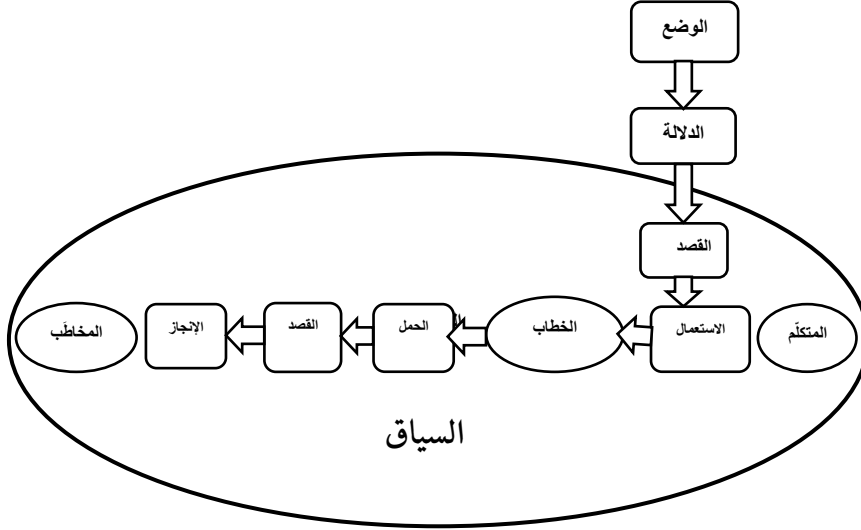 الوضع
الدلالة
القصد
المتكلّم
الاستعمال
الخطاب
الحمل
القصد
الإنجاز
المخاطَب
السياق